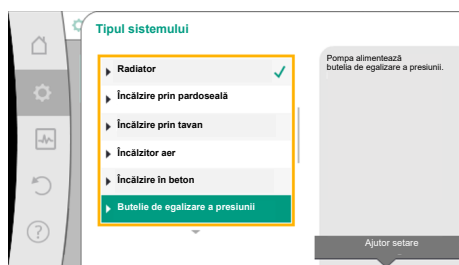 Tipul sistemului
Radiator
Încălzire prin pardoseală
Încălzire prin tavan
Încălzitor aer
Încălzire în beton
Butelie de egalizare a presiunii
Pompa alimentează
butelia de egalizare a presiunii.
Ajutor setare
...